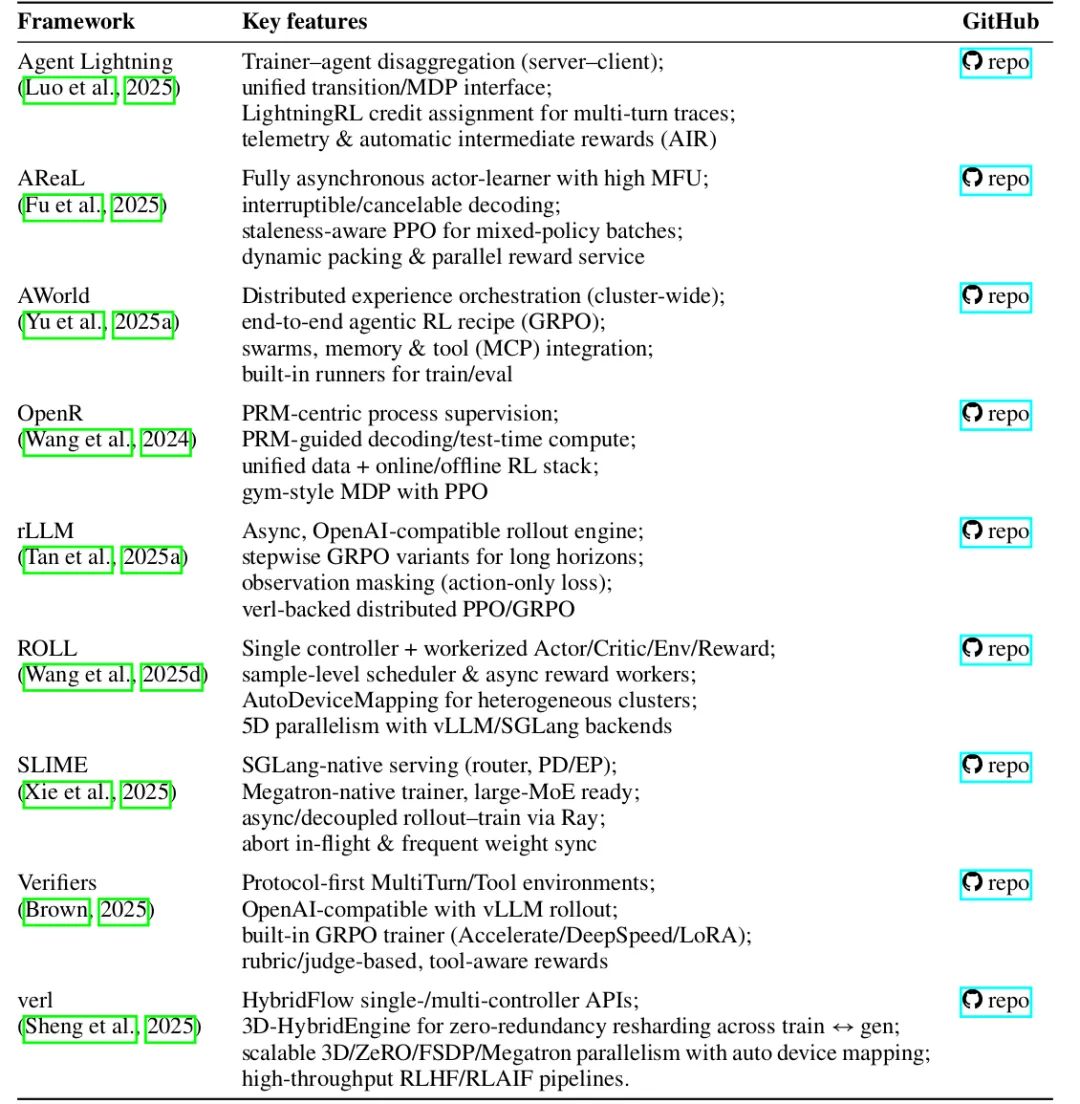 Framework Key features GitHub
Agent Lightning Trainer–agent disaggregation (server–client); repo
(Luo et al., 2025) unified transition/MDP interface;
LightningRL credit assignment for multi-turn traces;
telemetry & automatic intermediate rewards (AIR)
AReaL Fully asynchronous actor-learner with high MFU; repo
(Fu et al., 2025) interruptible/cancelable decoding;
staleness-aware PPO for mixed-policy batches;
dynamic packing & parallel reward service
AWorld Distributed experience orchestration (cluster-wide); repo
(Yu et al., 2025a) end-to-end agentic RL recipe (GRPO);
swarms, memory & tool (MCP) integration;
built-in runners for train/eval
OpenR PRM-centric process supervision; repo
(Wang et al., 2024) PRM-guided decoding/test-time compute;
unified data + online/offline RL stack;
gym-style MDP with PPO
rLLM Async, OpenAI-compatible rollout engine; repo
(Tan et al., 2025a) stepwise GRPO variants for long horizons;
observation masking (action-only loss);
verl-backed distributed PPO/GRPO
ROLL Single controller + workerized Actor/Critic/Env/Reward; repo
(Wang et al., 2025d) sample-level scheduler & async reward workers;
AutoDeviceMapping for heterogeneous clusters;
5D parallelism with vLLM/SGLang backends
SLIME SGLang-native serving (router, PD/EP); repo
(Xie et al., 2025) Megatron-native trainer, large-MoE ready;
async/decoupled rollout–train via Ray;
abort in-flight & frequent weight sync
Verifiers Protocol-first MultiTurn/Tool environments; repo
(Brown, 2025) OpenAI-compatible with vLLM rollout;
built-in GRPO trainer (Accelerate/DeepSpeed/LoRA);
rubric/judge-based, tool-aware rewards
verl HybridFlow single-/multi-controller APIs; repo
(Sheng et al., 2025) 3D-HybridEngine for zero-redundancy resharding across train ↔ gen;
scalable 3D/ZeRO/FSDP/Megatron parallelism with auto device mapping;
high-throughput RLHF/RLAIF pipelines.